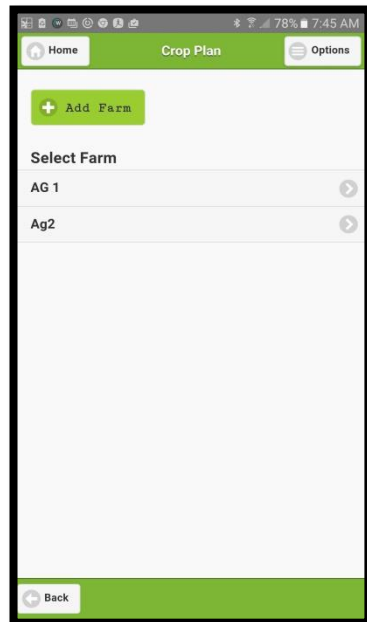 78% 7:45 AM
Home Crop Plan Options
Add Farm
Select Farm
AG 1
Ag2
Back